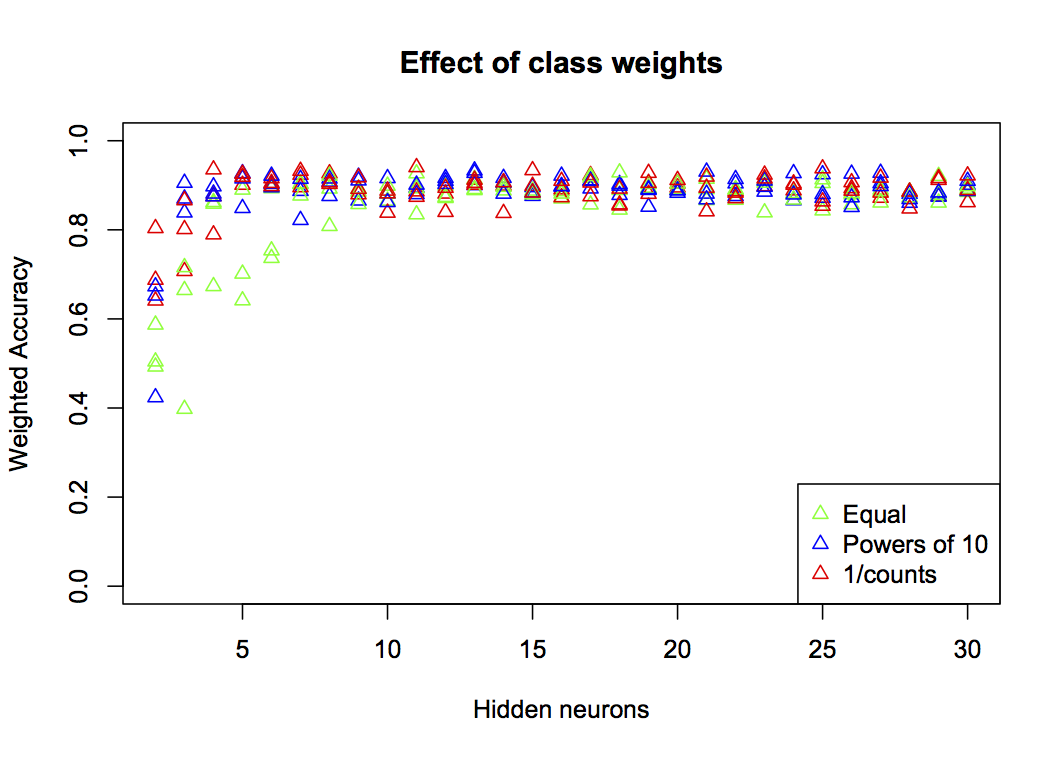 Effect of class weights
Weighted Accuracy
1.0
0.8
0.6
0.4
0.2
0.0
Equal
Powers of 10
1/counts
5 10 15 20 25 30
Hidden neurons